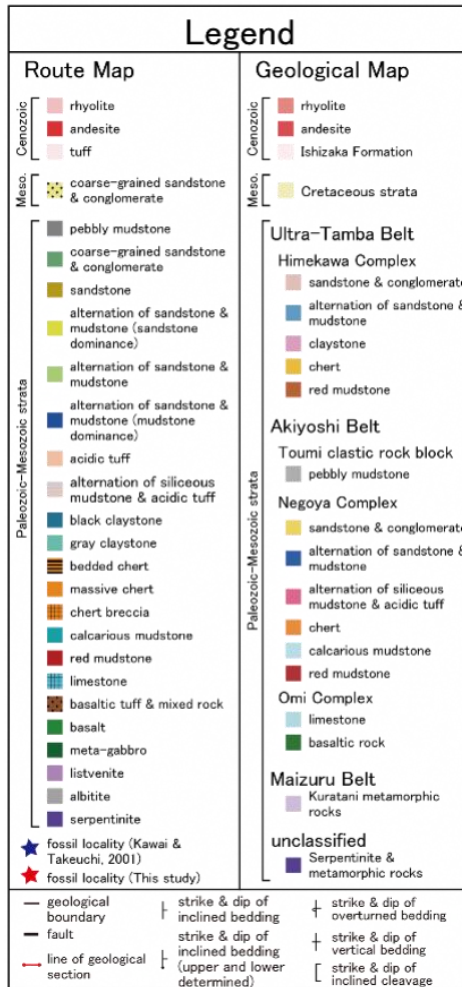 Legend
Route Map
Cenozoic
rhyolite
andesite
tuff
Meso.
coarse-grained sandstone
& conglomerate
Paleozoic-Mesozoic strata
pebbly mudstone
coarse-grained sandstone
& conglomerate
sandstone
alternation of sandstone &
mudstone (sandstone
dominance)
alternation of sandstone &
mudstone
alternation of sandstone &
mudstone (mudstone
dominance)
acidic tuff
alternation of siliceous
mudstone & acidic tuff
black claystone
gray claystone
bedded chert
massive chert
chert breccia
calcarious mudstone
red mudstone
limestone
basaltic tuff & mixed rock
basalt
meta-gabbro
listvenite
albitite
serpentinite
fossil locality (Kawai &
Takeuchi, 2001)
fossil locality (This study)
Geological Map
Cenozoic
rhyolite
andesite
Ishizaka Formation
Meso.
Cretaceous strata
Paleozoic-Mesozoic strata
Ultra-Tamba Belt
Himekawa Complex
sandstone & conglomerate
alternation of sandstone &
mudstone
claystone
chert
red mudstone
Akiyoshi Belt
Toumi clastic rock block
pebbly mudstone
Negoya Complex
sandstone & conglomerate
alternation of sandstone &
mudstone
alternation of siliceous
mudstone & acidic tuff
chert
calcarious mudstone
red mudstone
Omi Complex
limestone
basaltic rock
Maizuru Belt
Kuratani metamorphic
rocks
unclassified
Serpentinite &
metamorphic rocks
geological
boundary
fault
line of geological
section
strike & dip of
inclined bedding
strike & dip of
inclined bedding
(upper and lower
determined)
strike & dip of
overturned bedding
strike & dip of
vertical bedding
strike & dip of
inclined cleavage